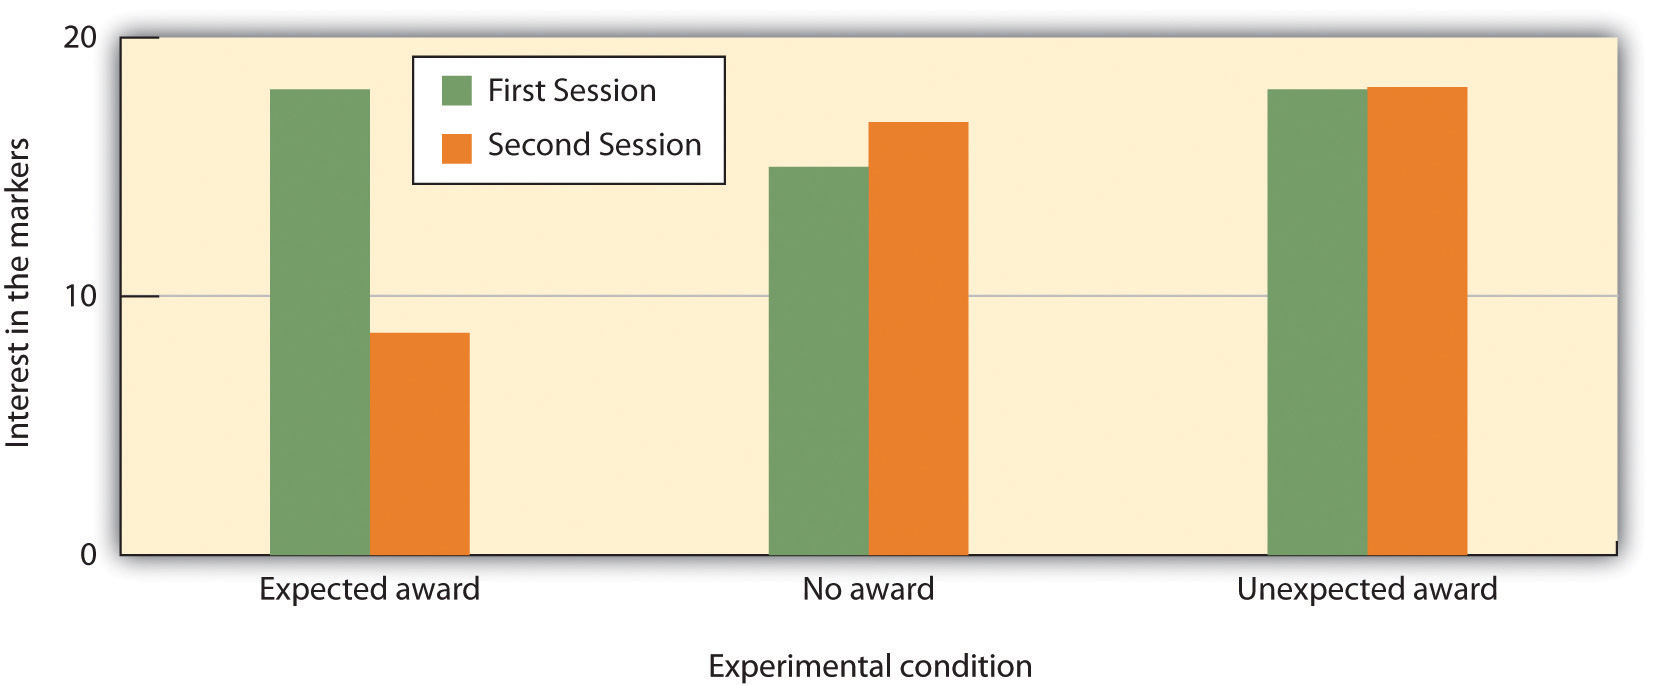 20
First Session
Second Session
10
0
Interest in the markers
Expected award
No award
Unexpected award
Experimental condition